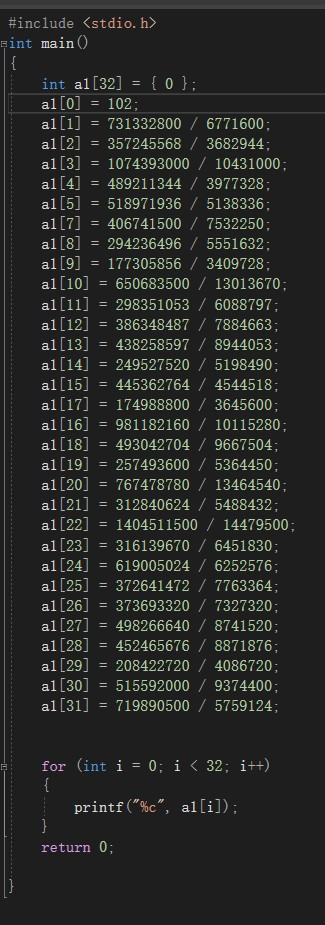 #include <stdio.h>
int main()
{
int a1[32] = { 0 };
a1[0] = 102;
a1[1] = 731332800 / 6771600;
a1[2] = 357245568 / 3682944;
a1[3] = 1074393000 / 10431000;
a1[4] = 489211344 / 3977328;
a1[5] = 518971936 / 5138336;
a1[7] = 406741500 / 7532250;
a1[8] = 294236496 / 5551632;
a1[9] = 177305856 / 3409728;
a1[10] = 650683500 / 13013670;
a1[11] = 298351053 / 6088797;
a1[12] = 386348487 / 7884663;
a1[13] = 438258597 / 8944053;
a1[14] = 249527520 / 5198490;
a1[15] = 445362764 / 4544518;
a1[17] = 174988800 / 3645600;
a1[16] = 981182160 / 10115280;
a1[18] = 493042704 / 9667504;
a1[19] = 257493600 / 5364450;
a1[20] = 767478780 / 13464540;
a1[21] = 312840624 / 5488432;
a1[22] = 1404511500 / 14479500;
a1[23] = 316139670 / 6451830;
a1[24] = 619005024 / 6252576;
a1[25] = 372641472 / 7763364;
a1[26] = 373693320 / 7327320;
a1[27] = 498266640 / 8741520;
a1[28] = 452465676 / 8871876;
a1[29] = 208422720 / 4086720;
a1[30] = 515592000 / 9374400;
a1[31] = 719890500 / 5759124;
for (int i = 0; i < 32; i++)
{
printf("%c", a1[i]);
}
return 0;
}